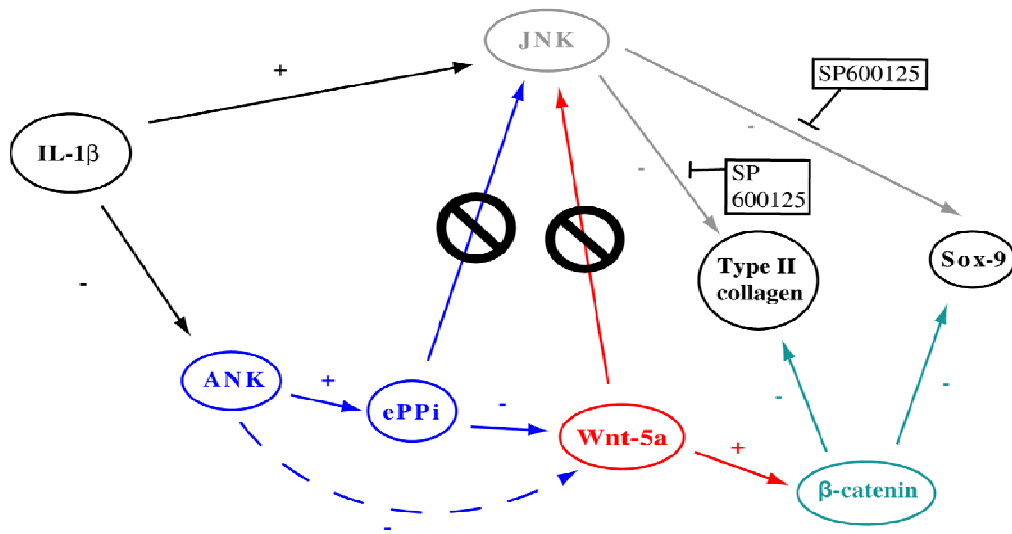 JNK
+
SP600125
-
IL-1β
-
SP
600125
Type II
collagen
Sox-9
-
ANK
+
ePPi
-
-
-
Wnt-5a
+
β-catenin
-